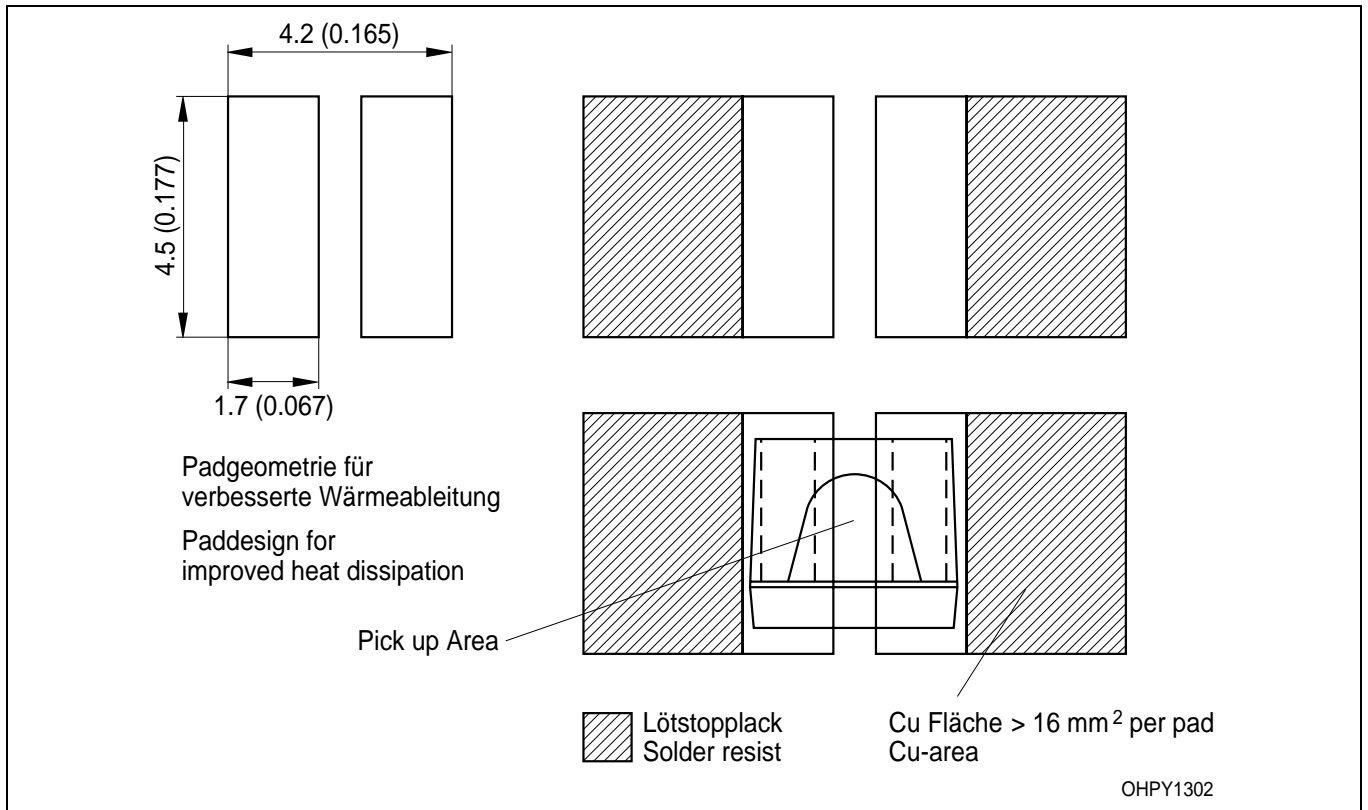 4.2 (0.165)
4.5 (0.177)
1.7 (0.067)
Padgeometrie für
verbesserte Wärmeableitung
Paddesign for
improved heat dissipation
Pick up Area
Lötstopplack
Solder resist
Cu Fläche > 16 mm² per pad
Cu-area
OHPY1302